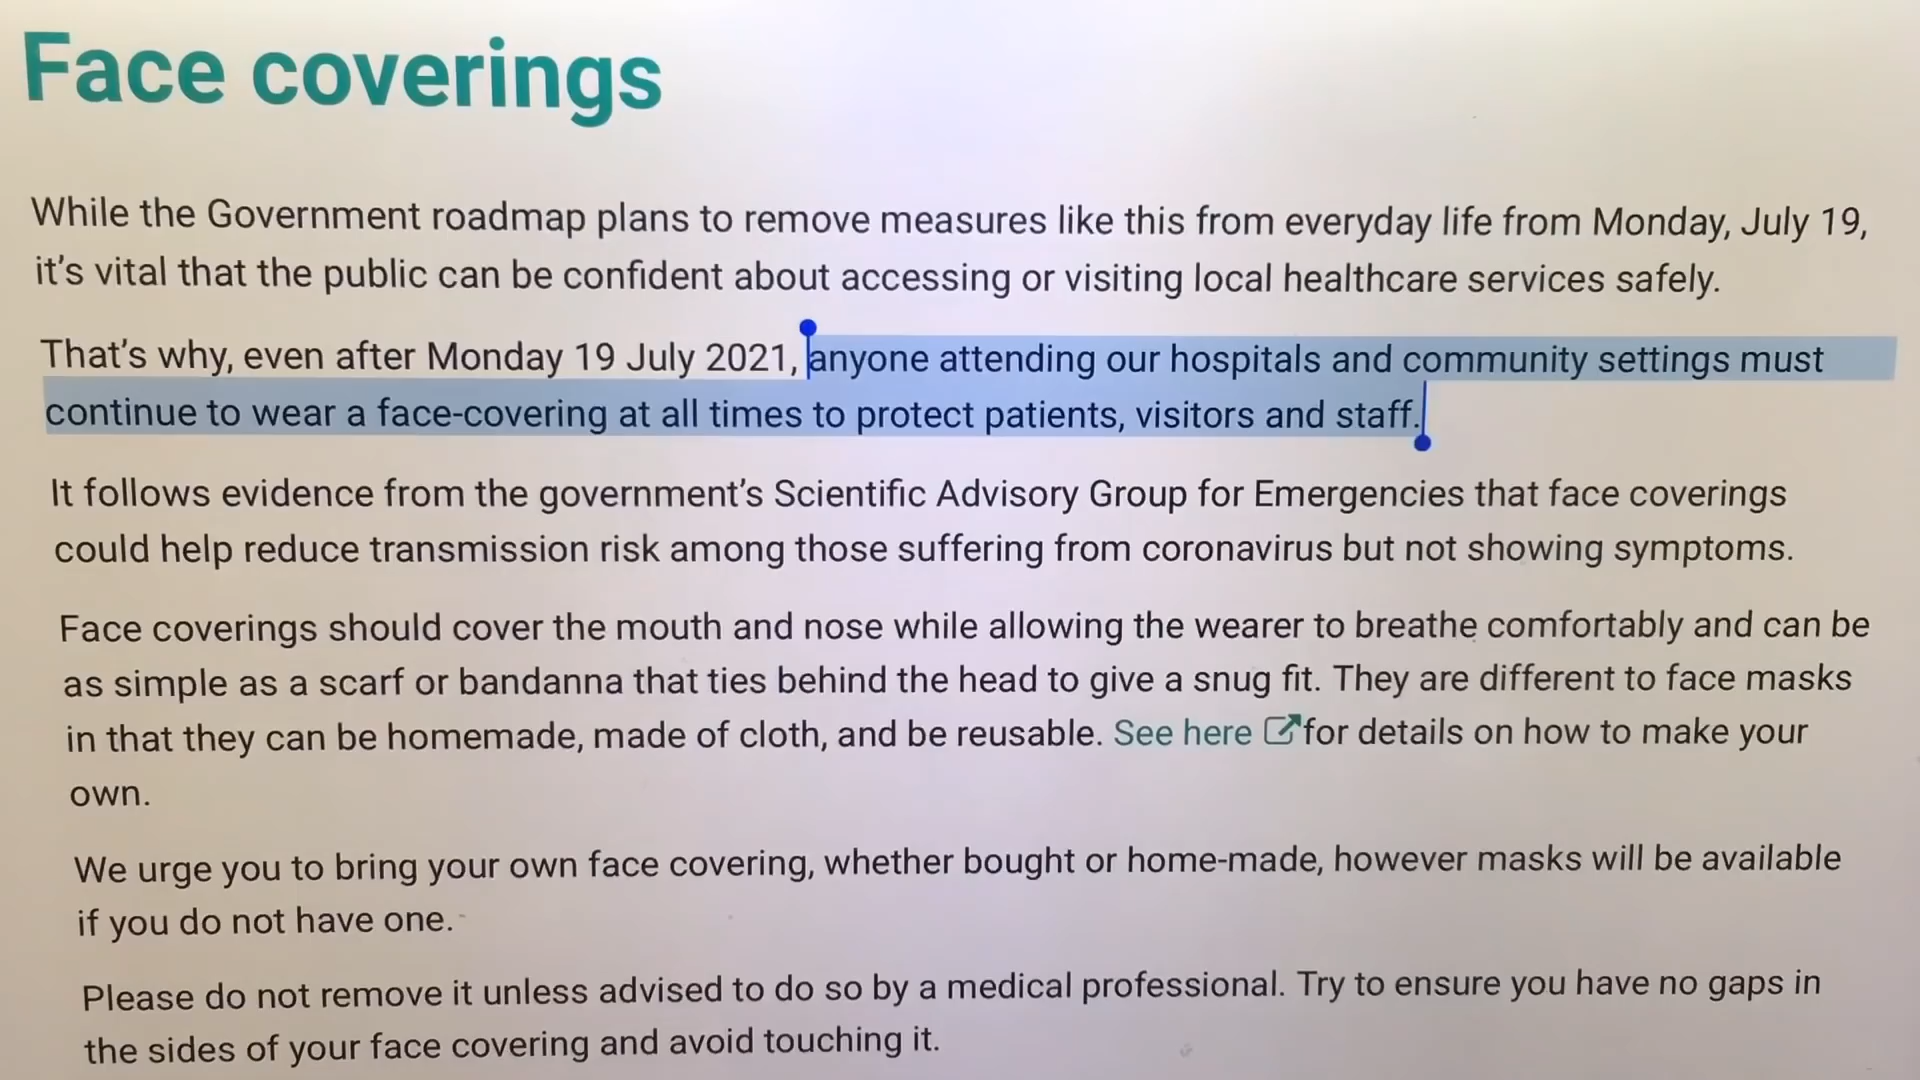 Face coverings
While the Government roadmap plans to remove measures like this from everyday life from Monday, July 19,
it's vital that the public can be confident about accessing or visiting local healthcare services safely.
That's why, even after Monday 19 July 2021, anyone attending our hospitals and community settings must
continue to wear a face-covering at all times to protect patients, visitors and staff.
It follows evidence from the government's Scientific Advisory Group for Emergencies that face coverings
could help reduce transmission risk among those suffering from coronavirus but not showing symptoms.
Face coverings should cover the mouth and nose while allowing the wearer to breathe comfortably and can be
as simple as a scarf or bandanna that ties behind the head to give a snug fit. They are different to face masks
in that they can be homemade, made of cloth, and be reusable. See here for details on how to make your
own.
We urge you to bring your own face covering, whether bought or home-made, however masks will be available
if you do not have one.
Please do not remove it unless advised to do so by a medical professional. Try to ensure you have no gaps in
the sides of your face covering and avoid touching it.